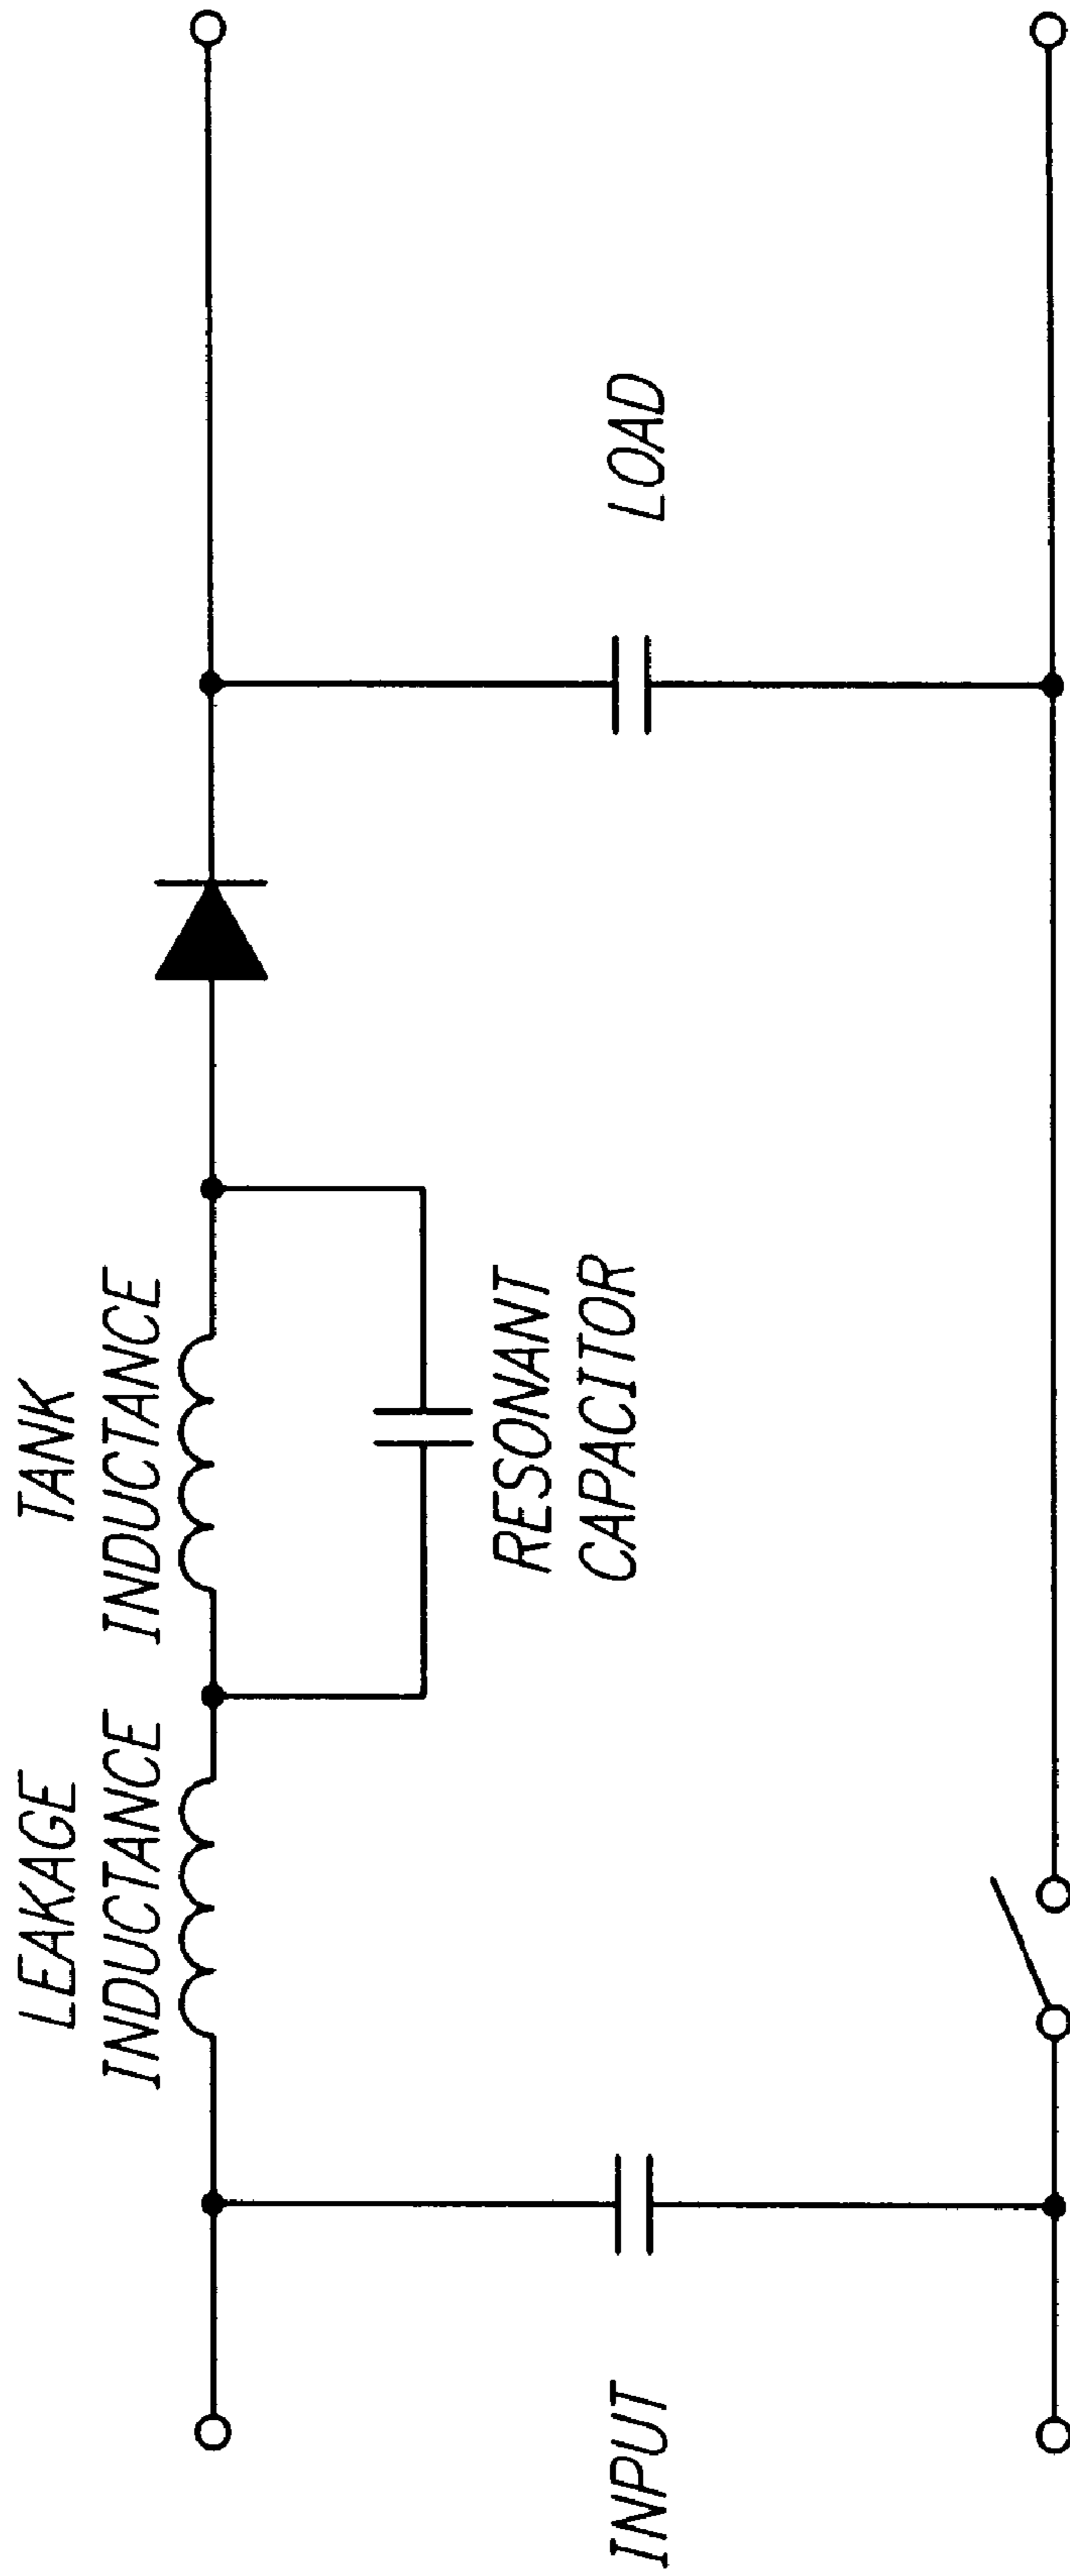 LEAKAGE
INDUCTANCE
TANK
INDUCTANCE
RESONANT
CAPACITOR
INPUT
LOAD